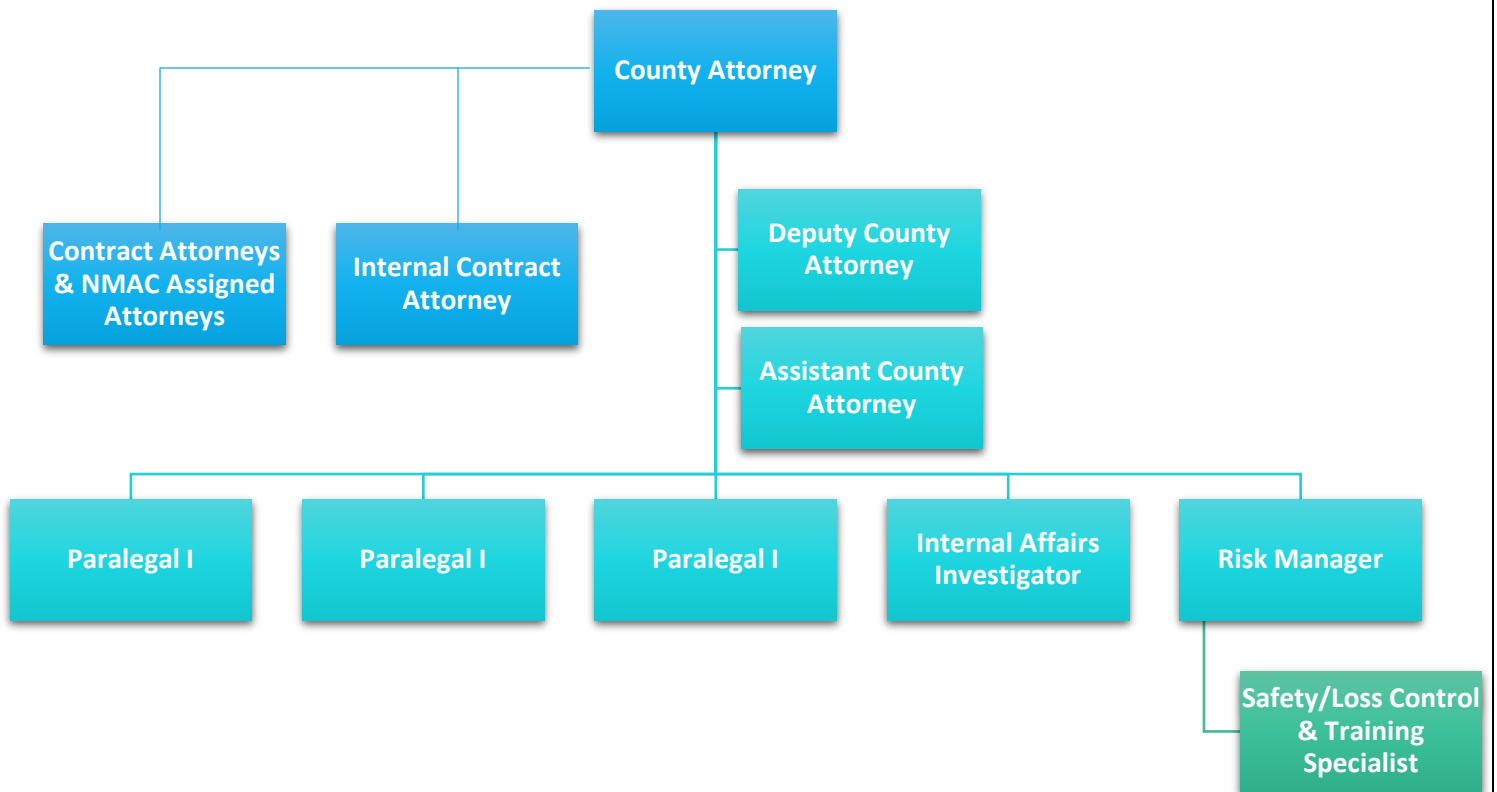 County Attorney
Contract Attorneys
& NMAC Assigned
Attorneys
Internal Contract
Attorney
Deputy County
Attorney
Assistant County
Attorney
Paralegal I
Paralegal I
Paralegal I
Internal Affairs
Investigator
Risk Manager
Safety/Loss Control
& Training
Specialist